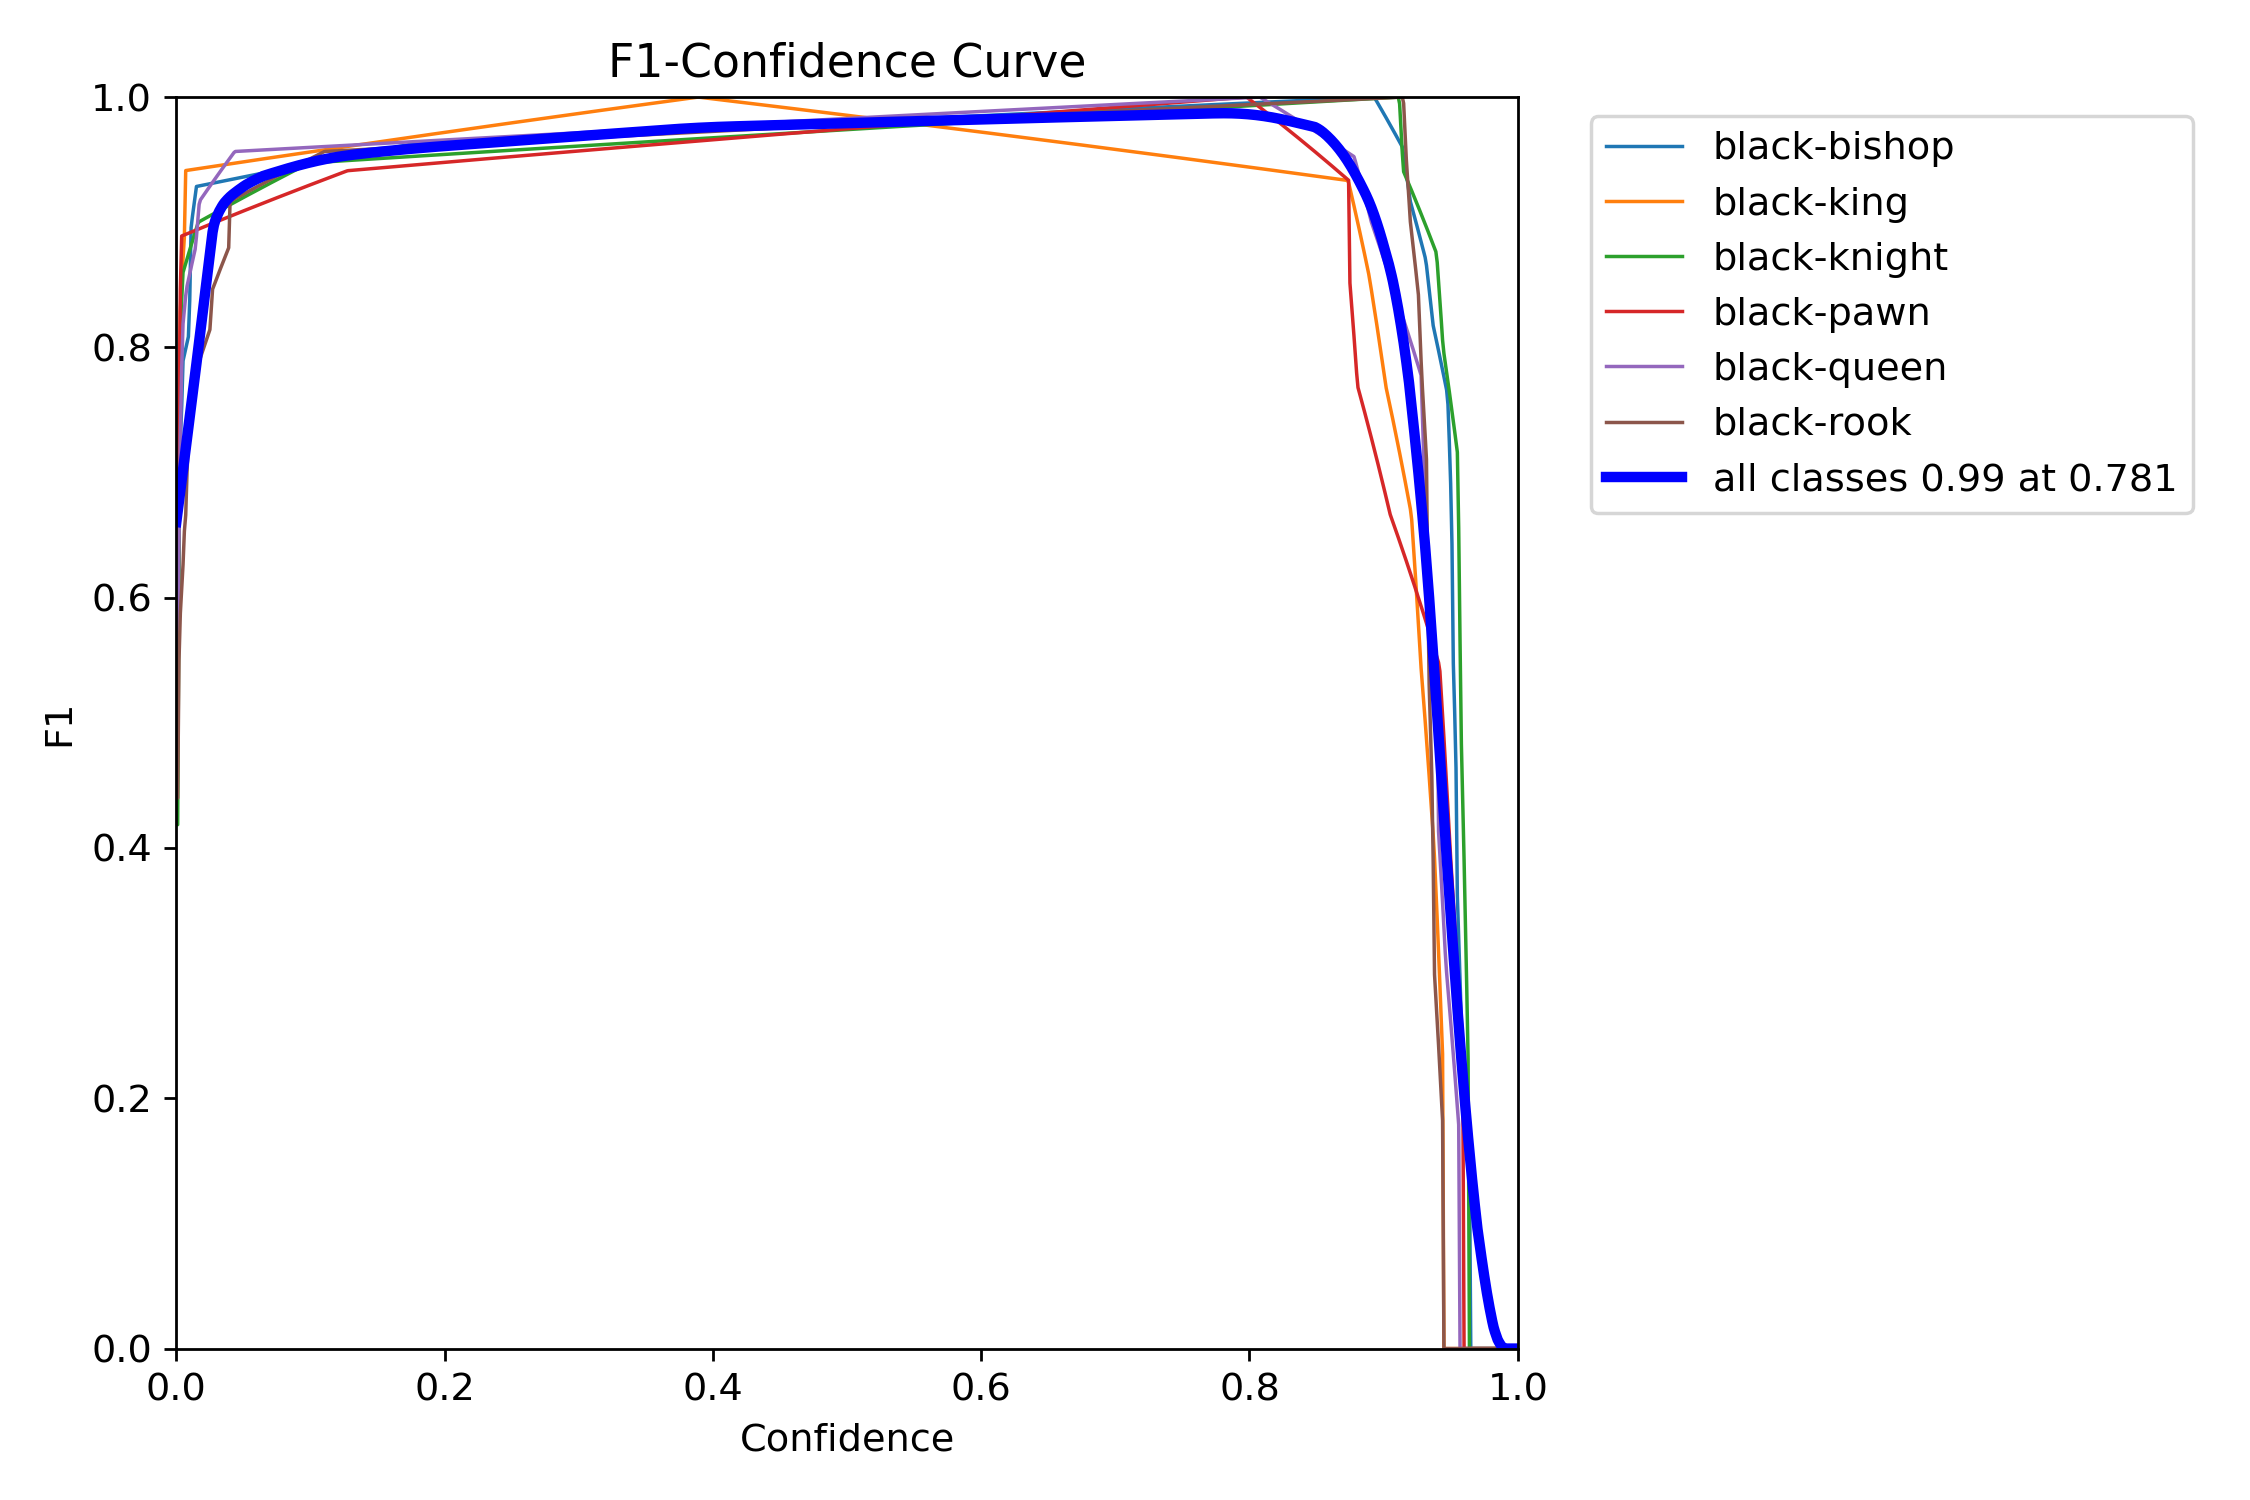 F1-Confidence Curve
1.0
0.8
0.6
0.4
0.2
0.0
F1
0.0 0.2 0.4 0.6 0.8 1.0
Confidence
black-bishop
black-king
black-knight
black-pawn
black-queen
black-rook
all classes 0.99 at 0.781